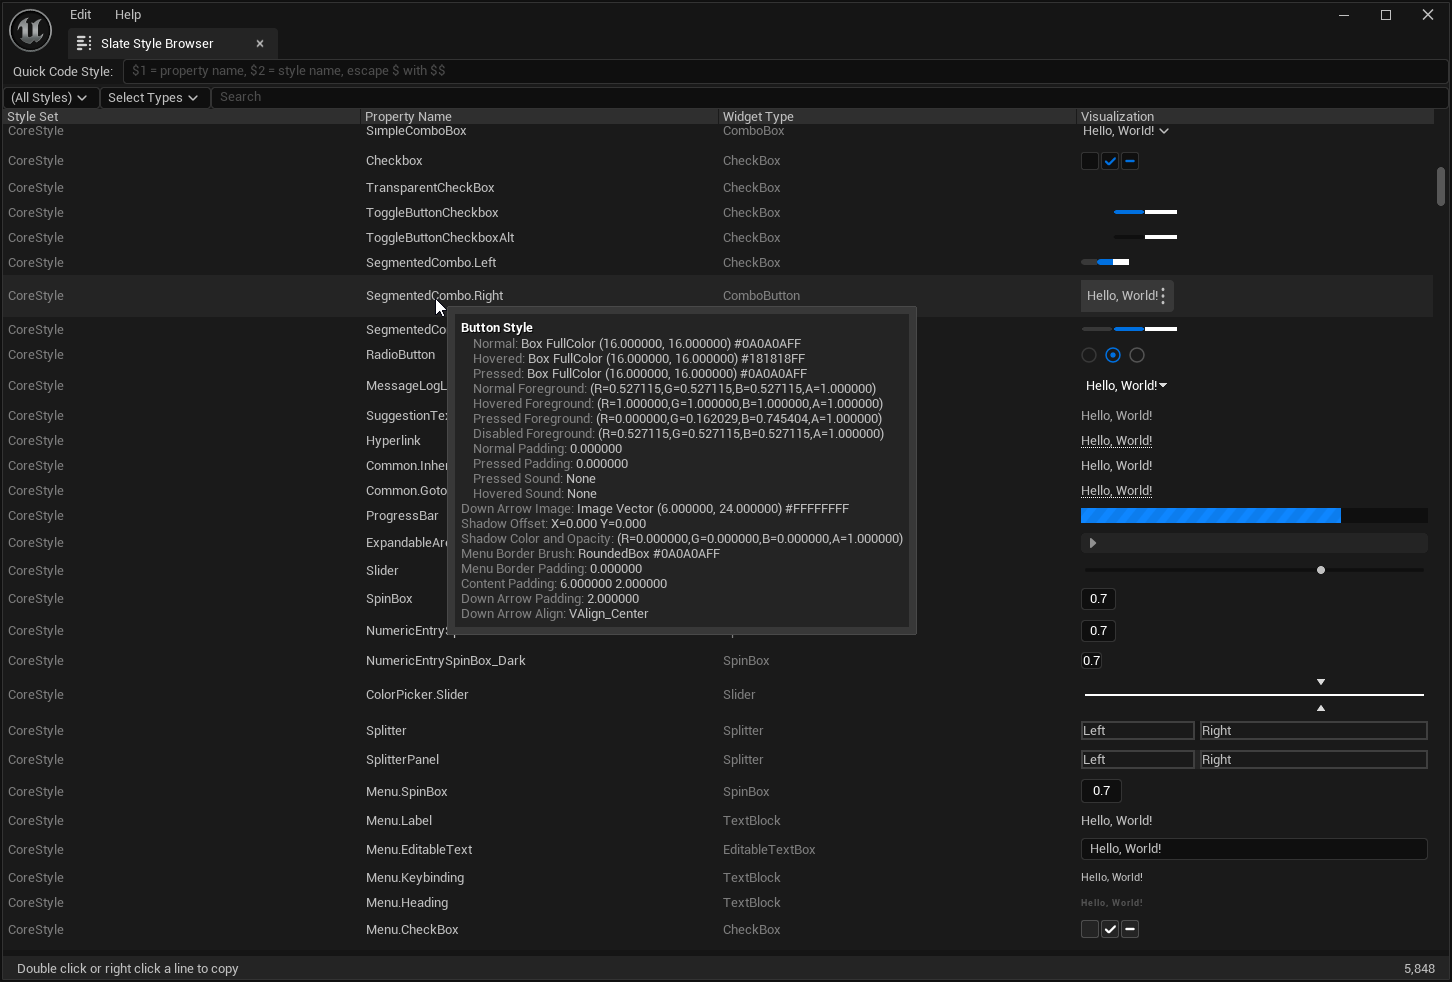 Edit Help
Slate Style Browser
Quick Code Style: $1 = property name, $2 = style name, escape $ with $$
(All Styles) Select Types Search
Style Set Property Name Widget Type Visualization
CoreStyle SimpleComboBox ComboBox Hello, World!
CoreStyle Checkbox CheckBox
CoreStyle TransparentCheckBox CheckBox
CoreStyle ToggleButtonCheckbox CheckBox
CoreStyle ToggleButtonCheckboxAlt CheckBox
CoreStyle SegmentedCombo.Left CheckBox
CoreStyle SegmentedCombo.Right ComboButton Hello, World!
CoreStyle SegmentedCo
CoreStyle RadioButton
CoreStyle MessageLogL Hello, World!
CoreStyle SuggestionTex Hello, World!
CoreStyle Hyperlink Hello, World!
CoreStyle Common.Inher Hello, World!
CoreStyle Common.Goto Hello, World!
CoreStyle ProgressBar
CoreStyle ExpandableAre
CoreStyle Slider
CoreStyle SpinBox 0.7
CoreStyle NumericEntrySp 0.7
CoreStyle NumericEntrySpinBox_Dark SpinBox 0.7
CoreStyle ColorPicker.Slider Slider
CoreStyle Splitter Splitter Left Right
CoreStyle SplitterPanel Splitter Left Right
CoreStyle Menu.SpinBox SpinBox 0.7
CoreStyle Menu.Label TextBlock Hello, World!
CoreStyle Menu.EditableText EditableTextBox Hello, World!
CoreStyle Menu.Keybinding TextBlock Hello, World!
CoreStyle Menu.Heading TextBlock Hello, World!
CoreStyle Menu.CheckBox CheckBox
Button Style
Normal: Box FullColor (16.000000, 16.000000) #0A0A0AFF
Hovered: Box FullColor (16.000000, 16.000000) #181818FF
Pressed: Box FullColor (16.000000, 16.000000) #0A0A0AFF
Normal Foreground: (R=0.527115,G=0.527115,B=0.527115,A=1.000000)
Hovered Foreground: (R=1.000000,G=1.000000,B=1.000000,A=1.000000)
Pressed Foreground: (R=0.000000,G=0.162029,B=0.745404,A=1.000000)
Disabled Foreground: (R=0.527115,G=0.527115,B=0.527115,A=1.000000)
Normal Padding: 0.000000
Pressed Padding: 0.000000
Pressed Sound: None
Hovered Sound: None
Down Arrow Image: Image Vector (6.000000, 24.000000) #FFFFFFFF
Shadow Offset: X=0.000 Y=0.000
Shadow Color and Opacity: (R=0.000000,G=0.000000,B=0.000000,A=1.000000)
Menu Border Brush: RoundedBox #0A0A0AFF
Menu Border Padding: 0.000000
Content Padding: 6.000000 2.000000
Down Arrow Padding: 2.000000
Down Arrow Align: VAlign_Center
Double click or right click a line to copy 5,848